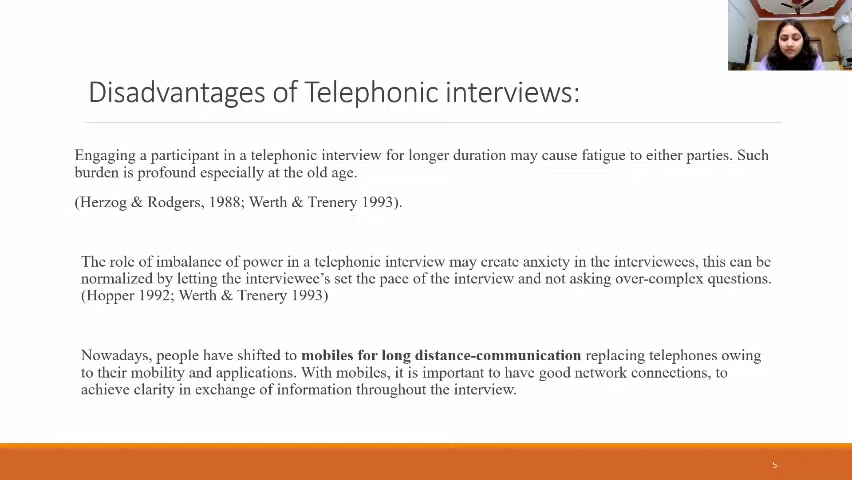 Disadvantages of Telephonic interviews:
Engaging a participant in a telephonic interview for longer duration may cause fatigue to either parties. Such
burden is profound especially at the old age.
(Herzog & Rodgers, 1988; Werth & Trenery 1993).
The role of imbalance of power in a telephonic interview may create anxiety in the interviewees, this can be
normalized by letting the interviewee's set the pace of the interview and not asking over-complex questions.
(Hopper 1992; Werth & Trenery 1993)
Nowadays, people have shifted to mobiles for long distance-communication replacing telephones owing
to their mobility and applications. With mobiles, it is important to have good network connections, to
achieve clarity in exchange of information throughout the interview.
5